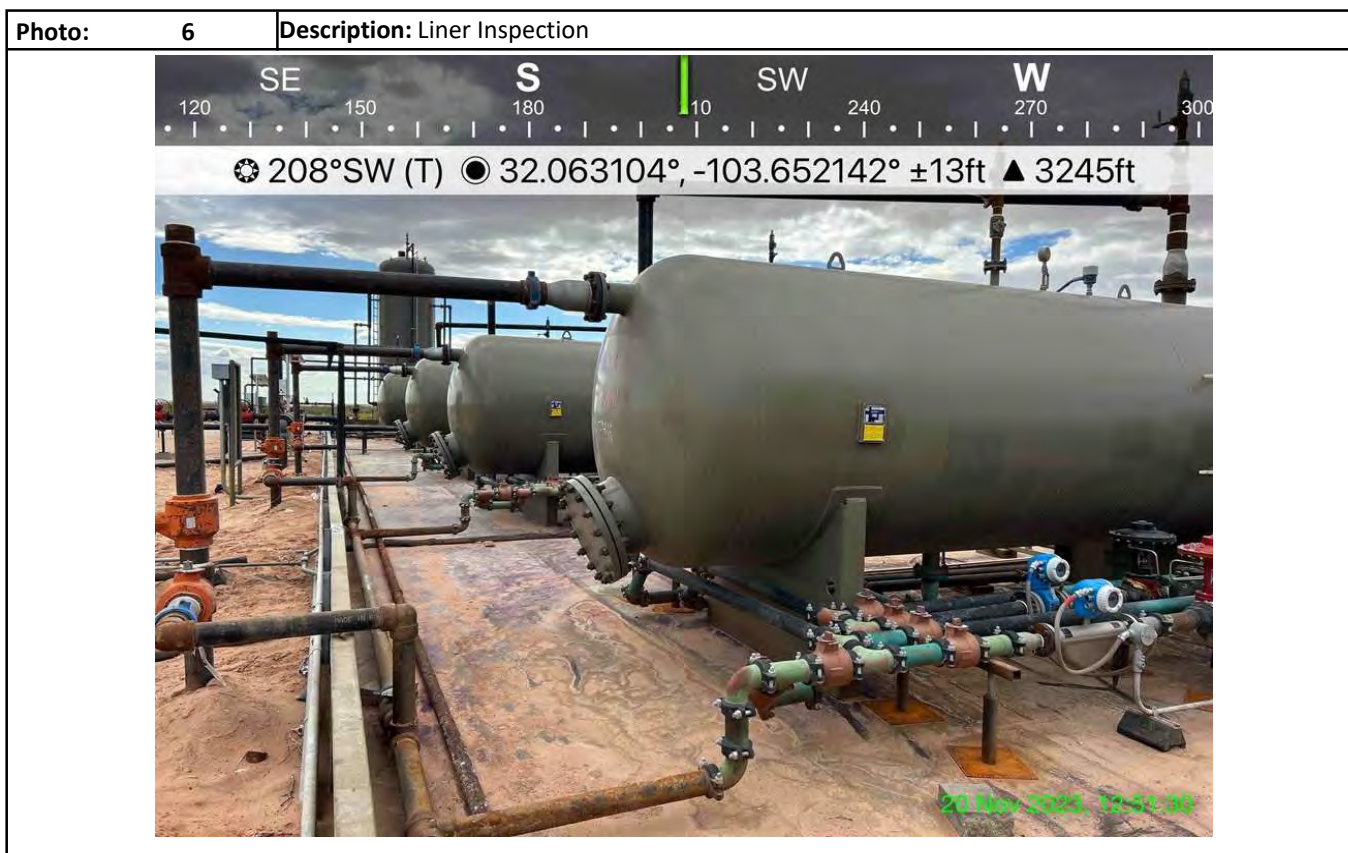 Photo: 6 Description: Liner Inspection
SE S SW W
120 150 180 210 240 270 300
208°SW (T) 32.063104°, -103.652142° ±13ft ▲ 3245ft
20 Nov 2023, 12:51:30